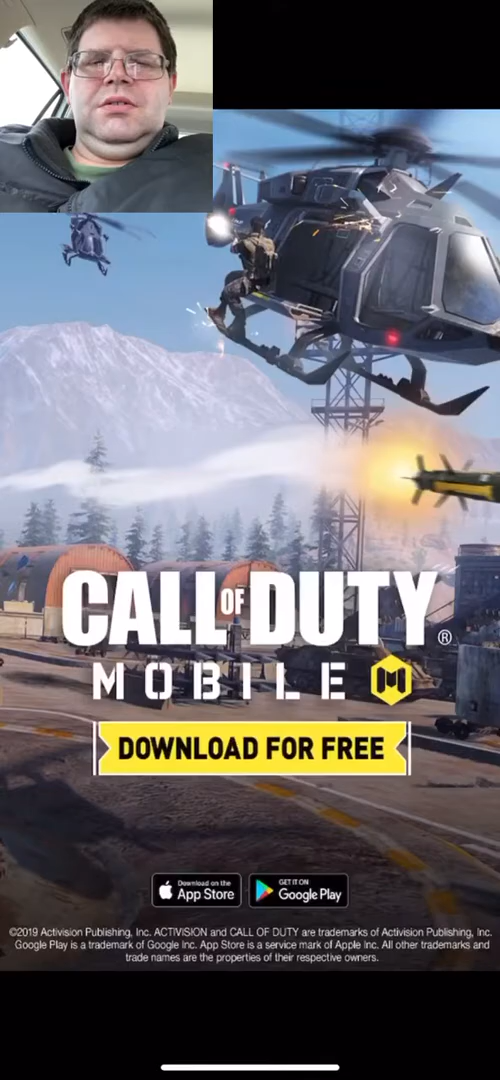 CALL OF DUTY®
MOBILE
DOWNLOAD FOR FREE
Download on the
App Store
GET IT ON
Google Play
©2019 Activision Publishing, Inc. ACTIVISION and CALL OF DUTY are trademarks of Activision Publishing, Inc.
Google Play is a trademark of Google Inc. App Store is a service mark of Apple Inc. All other trademarks and
trade names are the properties of their respective owners.